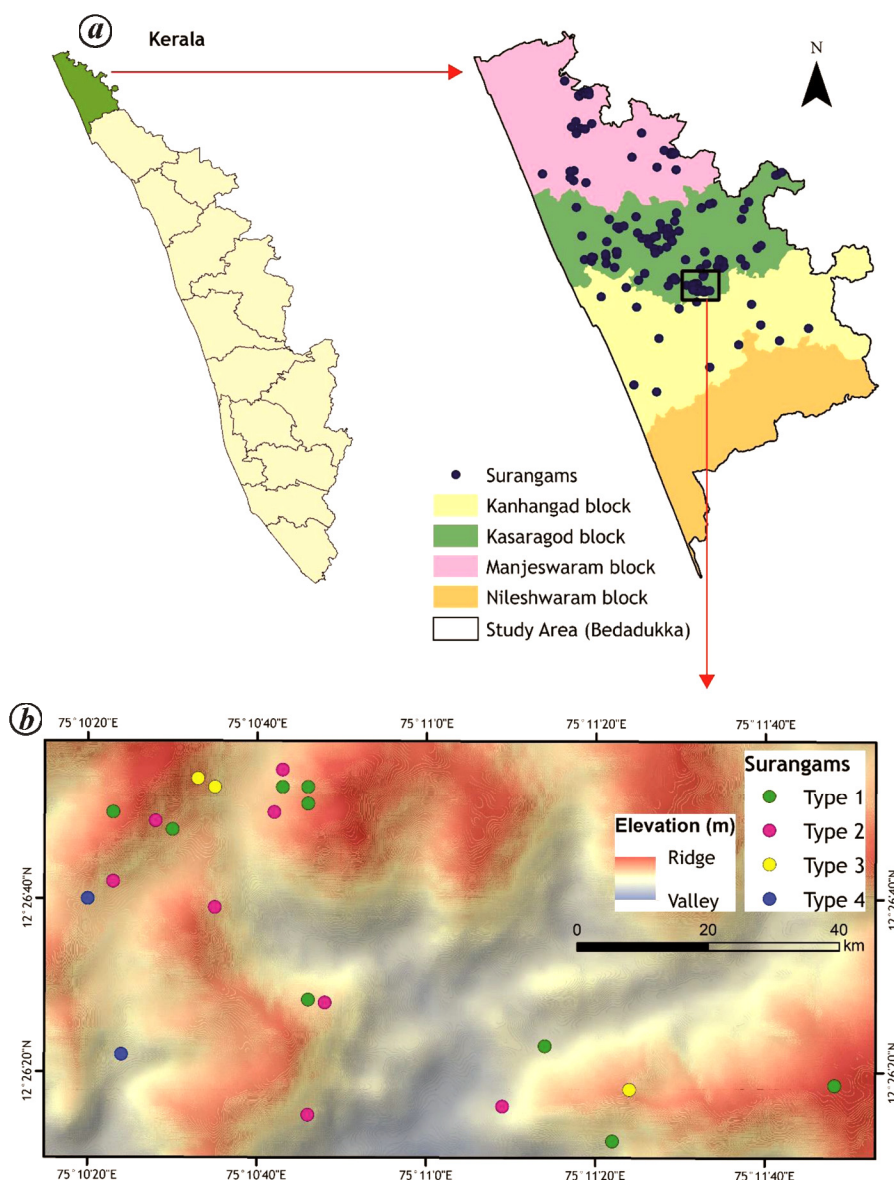 a
Kerala
N
Surangams
Kanhangad block
Kasaragod block
Manjeswaram block
Nileshwaram block
Study Area (Bedadukka)
b
75°10'20"E 75°10'40"E 75°11'0"E 75°11'20"E 75°11'40"E
Surangams
Type 1
Type 2
Type 3
Type 4
Elevation (m)
Ridge
Valley
0 20 40
km
12°26'40"N 12°26'40"N
12°26'20"N 12°26'20"N
75°10'20"E 75°10'40"E 75°11'0"E 75°11'20"E 75°11'40"E